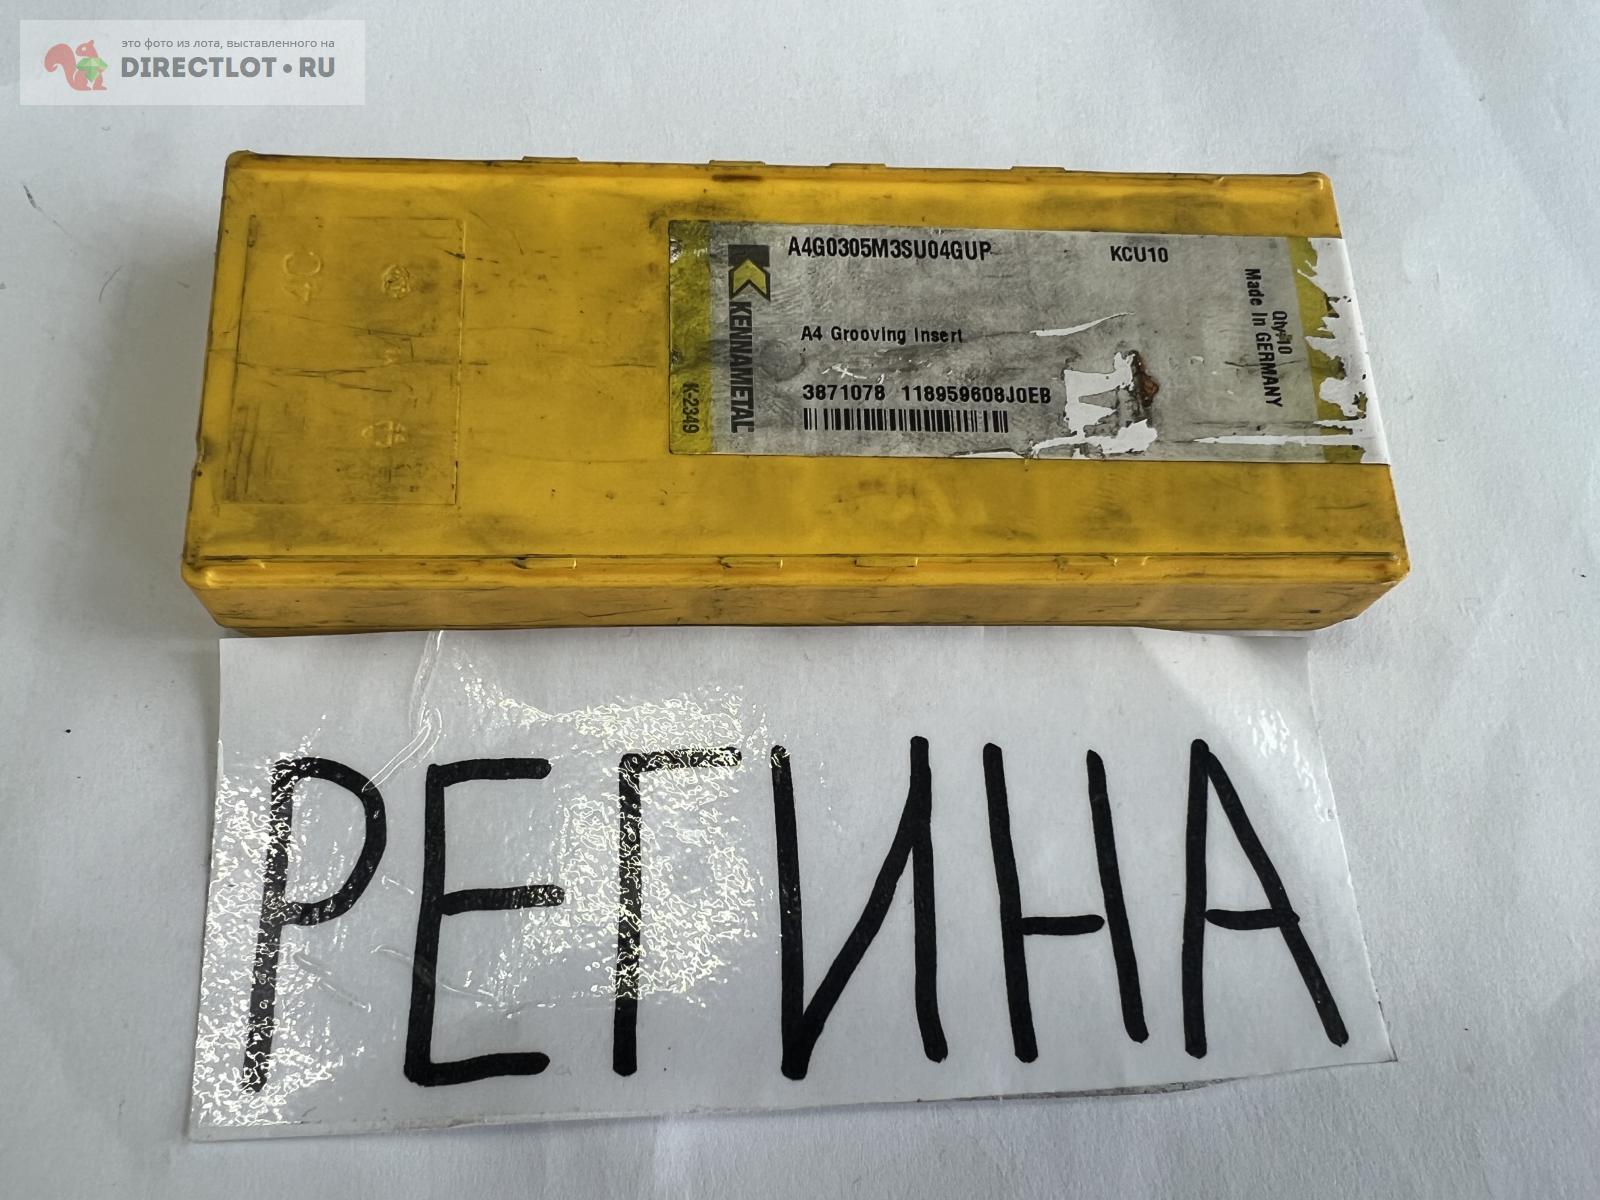 это фото из лота, выставленного на
DIRECTLOT•RU
4C
A4G0305M3SU04GUP
KCU10
A4 Grooving Insert
3871078 118959608J0EB
KENNAMETAL
K-2349
Qty:10
Made In GERMANY
РЕГИНА